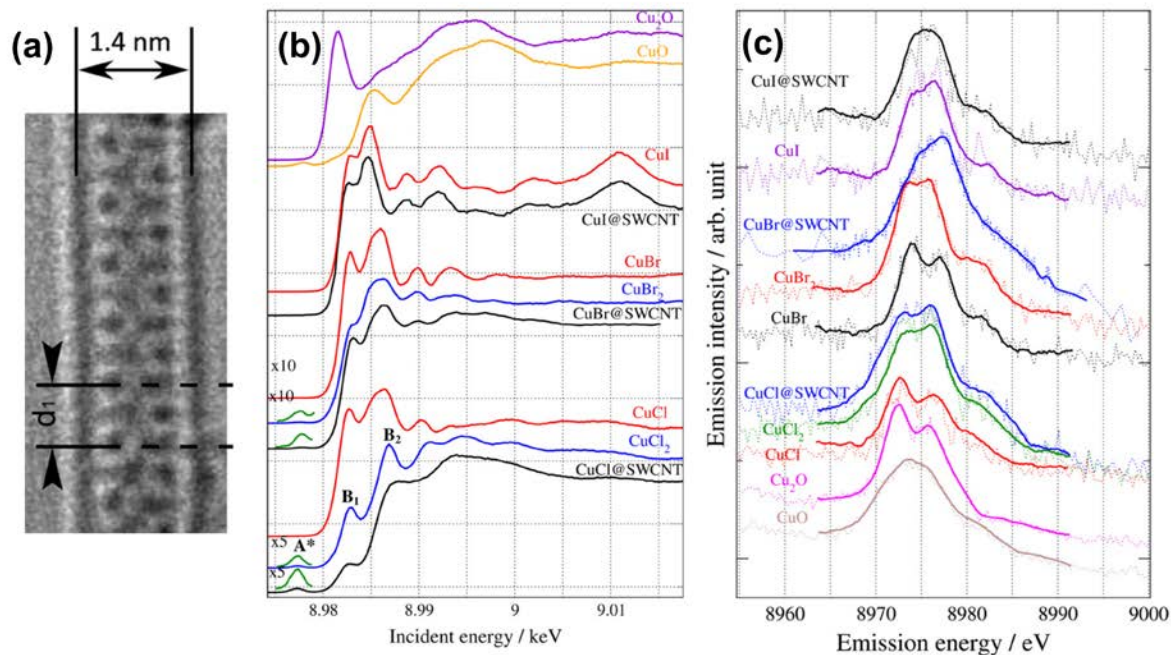 (a)
1.4 nm
d₁
(b)
Cu₂O
CuO
CuI
CuI@SWCNT
CuBr
CuBr₂
CuBr@SWCNT
x10
x10
CuCl
CuCl₂
CuCl@SWCNT
B₂
B₁
x5
A*
x5
8.98
8.99
9
9.01
Incident energy / keV
(c)
Emission intensity / arb. unit
CuI@SWCNT
CuI
CuBr@SWCNT
CuBr₂
CuBr
CuCl@SWCNT
CuCl₂
CuCl
Cu₂O
CuO
8960
8970
8980
8990
9000
Emission energy / eV